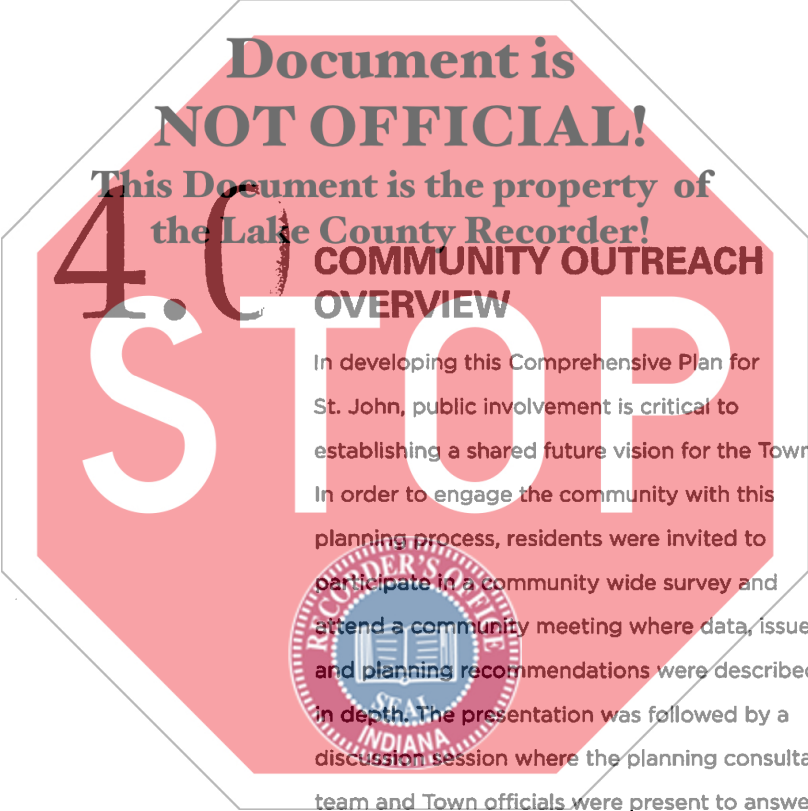 Document is
NOT OFFICIAL!
This Document is the property of
the Lake County Recorder!
4.0
COMMUNITY OUTREACH
OVERVIEW
STOP
In developing this Comprehensive Plan for
St. John, public involvement is critical to
establishing a shared future vision for the Town
In order to engage the community with this
planning process, residents were invited to
participate in a community wide survey and
attend a community meeting where data, issue
and planning recommendations were described
in depth. The presentation was followed by a
discussion session where the planning consulta
team and Town officials were present to answe
RECORDER'S OFFICE
SEAL
INDIANA